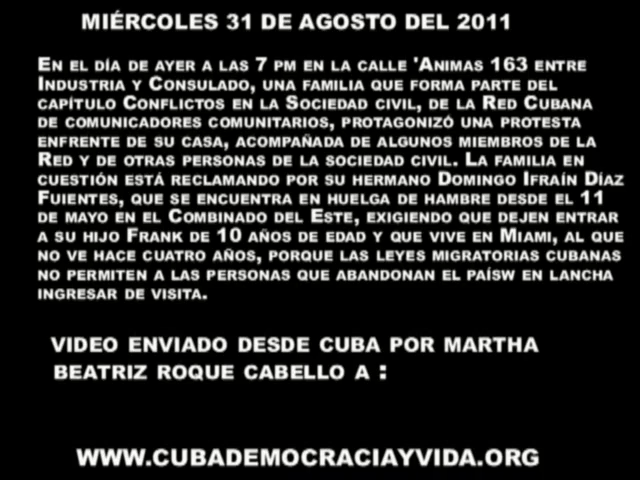 MIÉRCOLES 31 DE AGOSTO DEL 2011
EN EL DÍA DE AYER A LAS 7 PM EN LA CALLE 'ANIMAS 163 ENTRE
INDUSTRIA Y CONSULADO, UNA FAMILIA QUE FORMA PARTE DEL
CAPÍTULO CONFLICTOS EN LA SOCIEDAD CIVIL, DE LA RED CUBANA
DE COMUNICADORES COMUNITARIOS, PROTAGONIZÓ UNA PROTESTA
ENFRENTE DE SU CASA, ACOMPAÑADA DE ALGUNOS MIEMBROS DE LA
RED Y DE OTRAS PERSONAS DE LA SOCIEDAD CIVIL. LA FAMILIA EN
CUESTIÓN ESTÁ RECLAMANDO POR SU HERMANO DOMINGO IFRAÍN DÍAZ
FUIENTES, QUE SE ENCUENTRA EN HUELGA DE HAMBRE DESDE EL 11
DE MAYO EN EL COMBINADO DEL ESTE, EXIGIENDO QUE DEJEN ENTRAR
A SU HIJO FRANK DE 10 AÑOS DE EDAD Y QUE VIVE EN MIAMI, AL QUE
NO VE HACE CUATRO AÑOS, PORQUE LAS LEYES MIGRATORIAS CUBANAS
NO PERMITEN A LAS PERSONAS QUE ABANDONAN EL PAÍSW EN LANCHA
INGRESAR DE VISITA.
VIDEO ENVIADO DESDE CUBA POR MARTHA
BEATRIZ ROQUE CABELLO A :
WWW.CUBADEMOCRACIAYVIDA.ORG